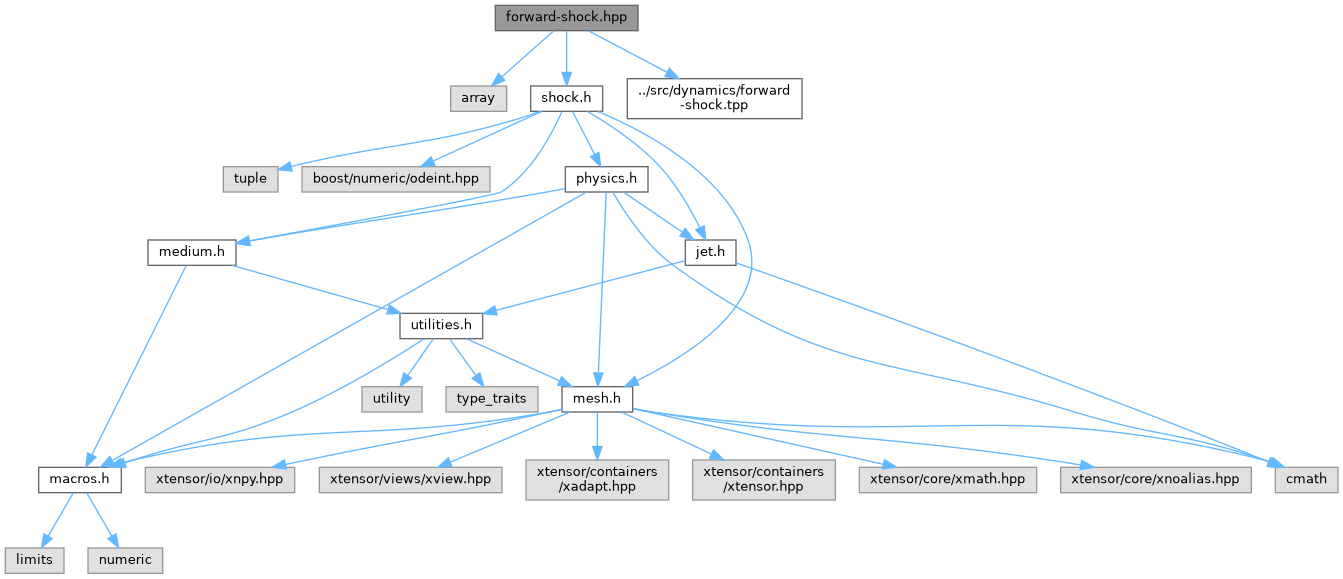 forward-shock.hpp
array
shock.h
../src/dynamics/forward
-shock.tpp
tuple
boost/numeric/odeint.hpp
physics.h
medium.h
jet.h
utilities.h
utility
type_traits
mesh.h
macros.h
xtensor/io/xnpy.hpp
xtensor/views/xview.hpp
xtensor/containers
/xadapt.hpp
xtensor/containers
/xtensor.hpp
xtensor/core/xmath.hpp
xtensor/core/xnoalias.hpp
cmath
limits
numeric